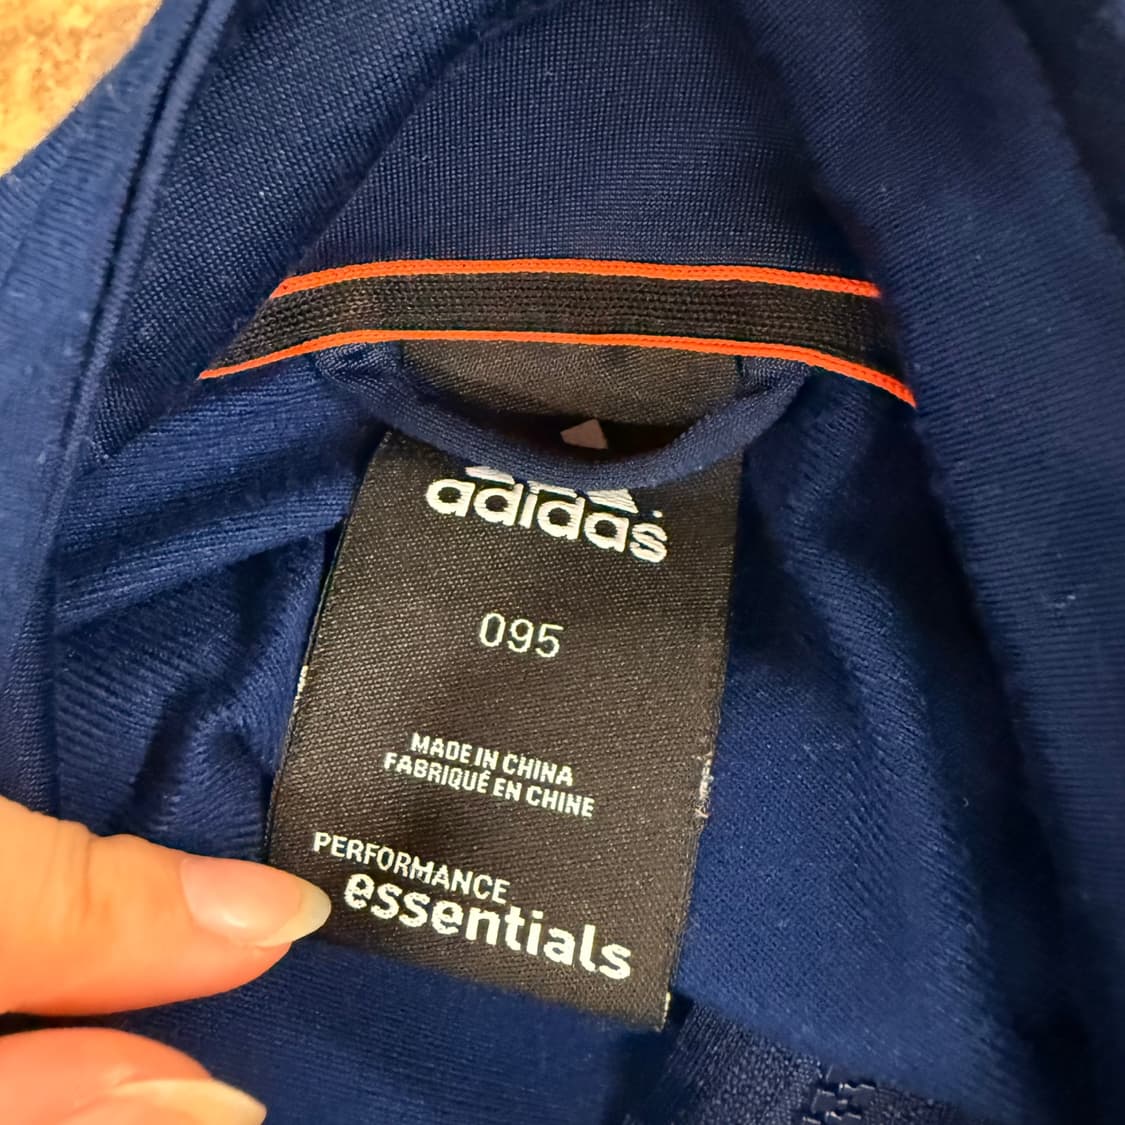 adidas
095
MADE IN CHINA
FABRIQUÉ EN CHINE
PERFORMANCE
essentials